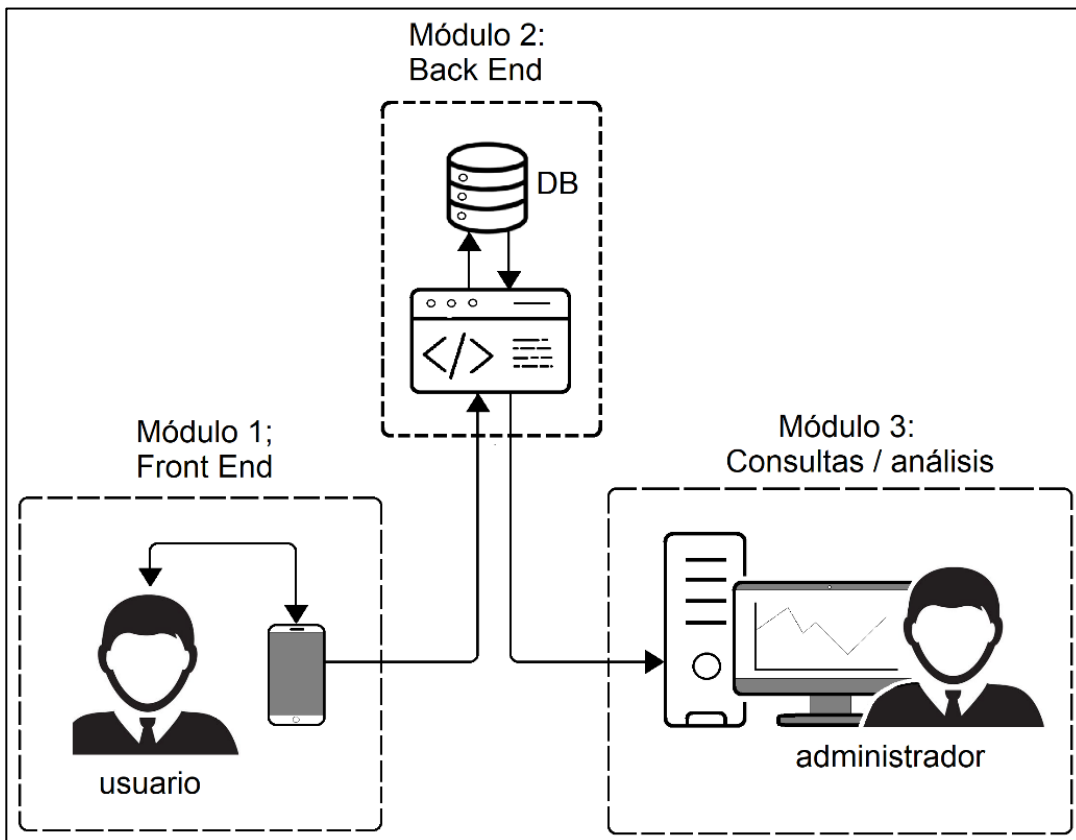 Módulo 2:
Back End
DB
</>
Módulo 1;
Front End
usuario
Módulo 3:
Consultas / análisis
administrador